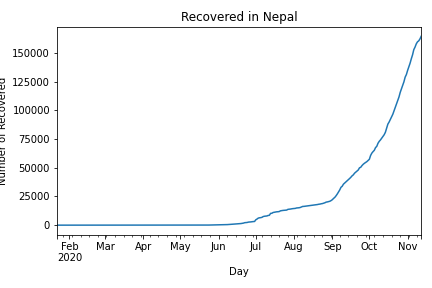 Recovered in Nepal
Number of Recovered
150000
125000
100000
75000
50000
25000
0
Feb Mar Apr May Jun Jul Aug Sep Oct Nov
2020
Day